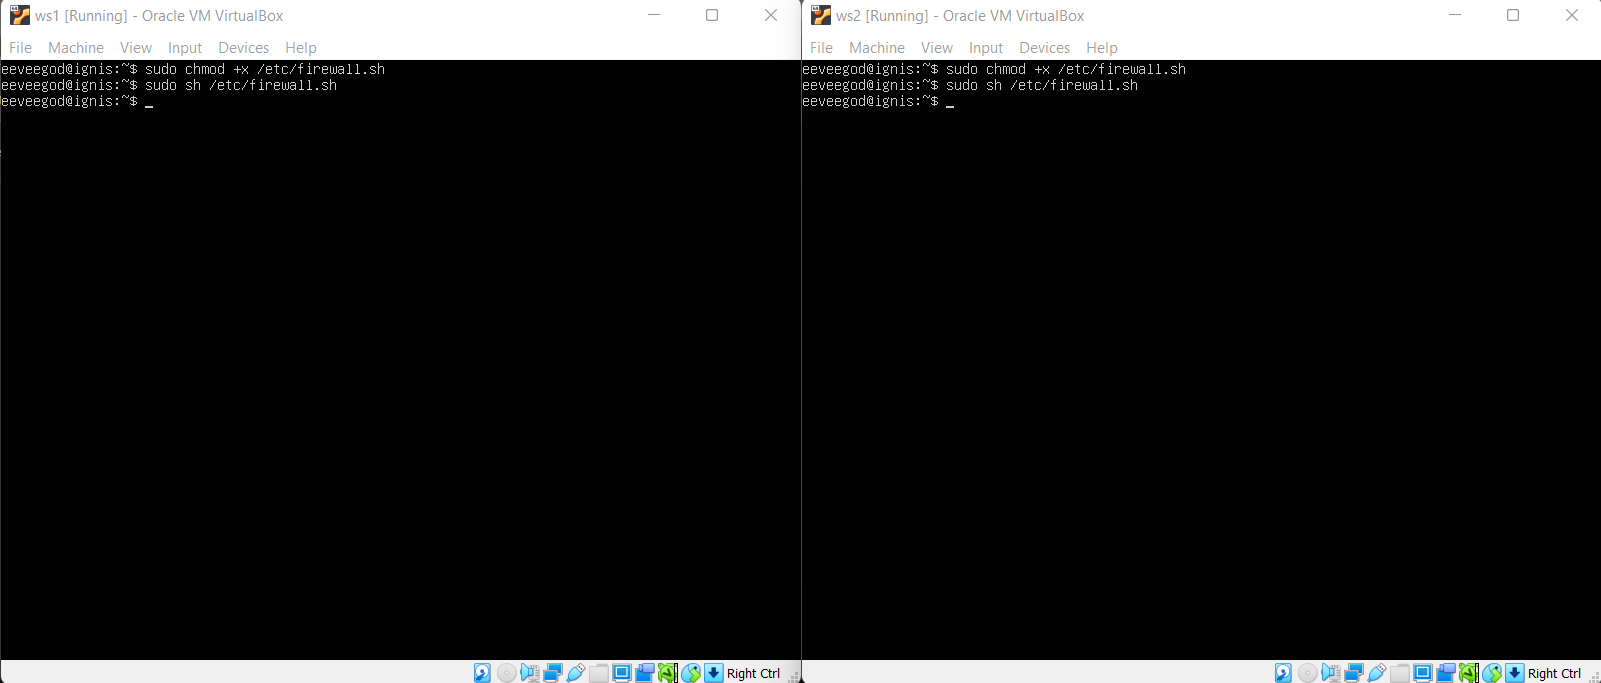 ws1 [Running] - Oracle VM VirtualBox
File Machine View Input Devices Help
eeveegod@ignis:~$ sudo chmod +x /etc/firewall.sh
eeveegod@ignis:~$ sudo sh /etc/firewall.sh
eeveegod@ignis:~$ _
Right Ctrl
ws2 [Running] - Oracle VM VirtualBox
File Machine View Input Devices Help
eeveegod@ignis:~$ sudo chmod +x /etc/firewall.sh
eeveegod@ignis:~$ sudo sh /etc/firewall.sh
eeveegod@ignis:~$ _
Right Ctrl